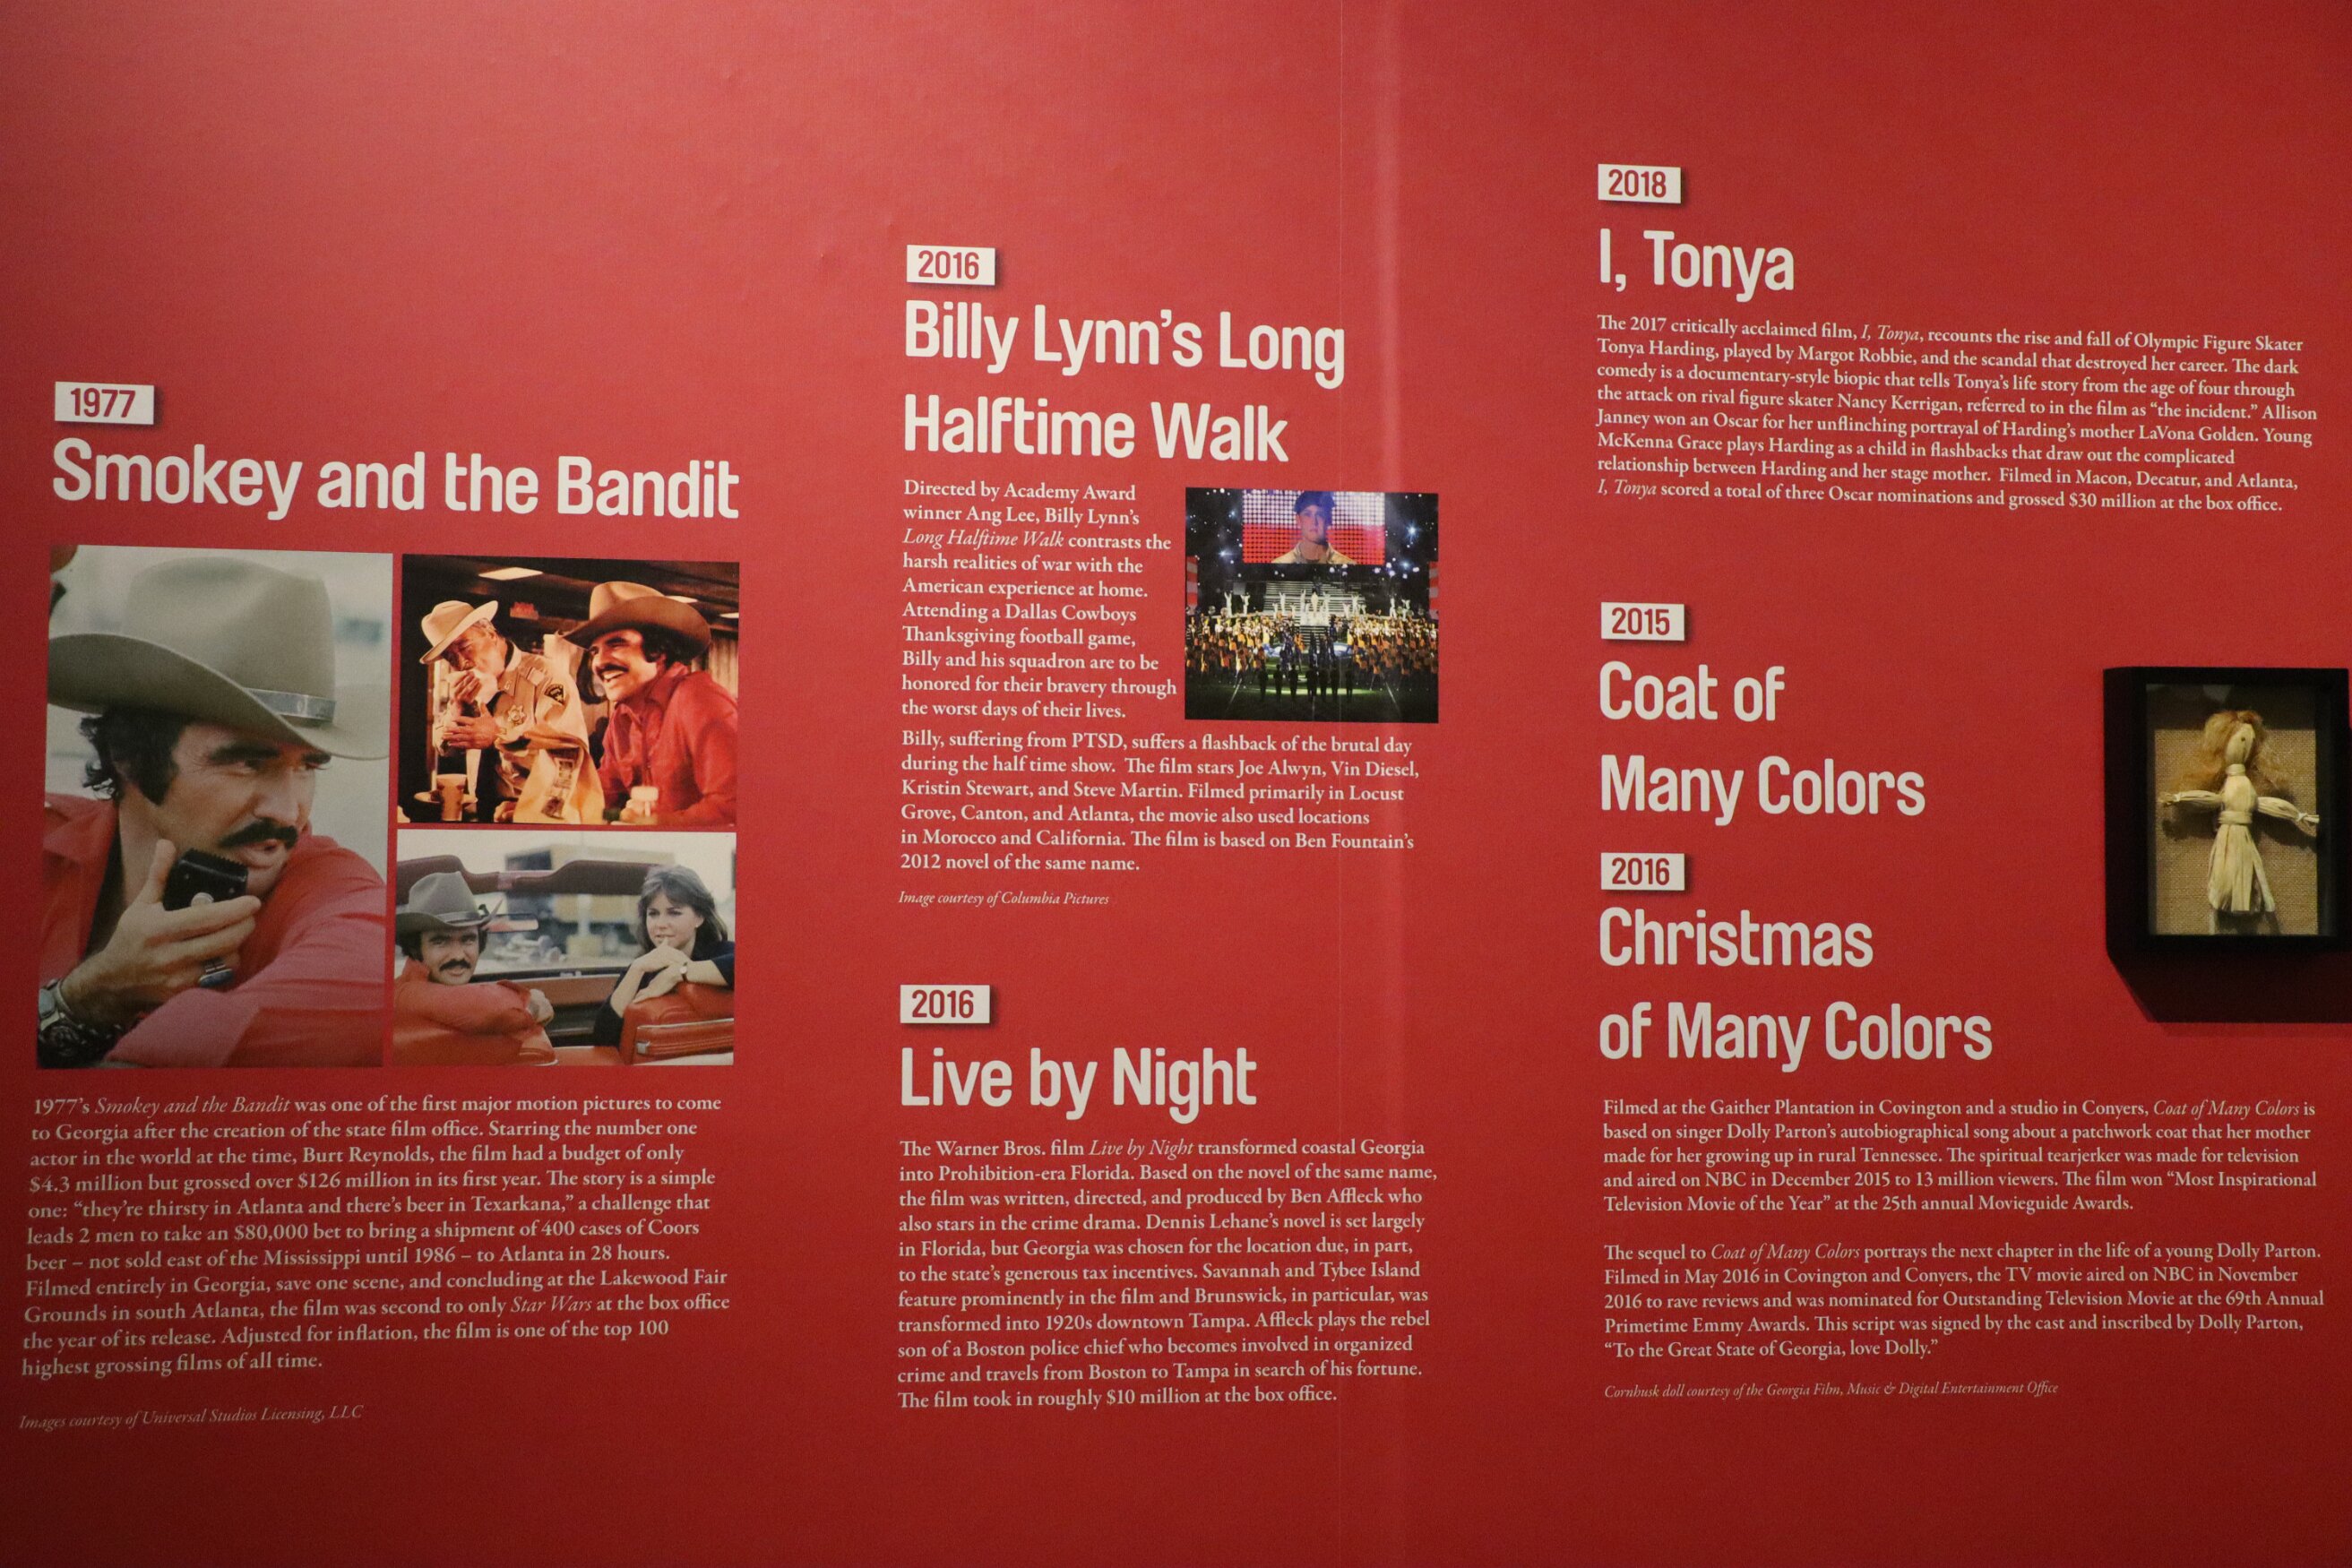 1977
Smokey and the Bandit
1977's Smokey and the Bandit was one of the first major motion pictures to come
to Georgia after the creation of the state film office. Starring the number one
actor in the world at the time, Burt Reynolds, the film had a budget of only
$4.3 million but grossed over $126 million in its first year. The story is a simple
one: “they're thirsty in Atlanta and there's beer in Texarkana,” a challenge that
leads 2 men to take an $80,000 bet to bring a shipment of 400 cases of Coors
beer – not sold east of the Mississippi until 1986 – to Atlanta in 28 hours.
Filmed entirely in Georgia, save one scene, and concluding at the Lakewood Fair
Grounds in south Atlanta, the film was second to only Star Wars at the box office
the year of its release. Adjusted for inflation, the film is one of the top 100
highest grossing films of all time.
Images courtesy of Universal Studios Licensing, LLC
2016
Billy Lynn's Long
Halftime Walk
Directed by Academy Award
winner Ang Lee, Billy Lynn's
Long Halftime Walk contrasts the
harsh realities of war with the
American experience at home.
Attending a Dallas Cowboys
Thanksgiving football game,
Billy and his squadron are to be
honored for their bravery through
the worst days of their lives.
Billy, suffering from PTSD, suffers a flashback of the brutal day
during the half time show. The film stars Joe Alwyn, Vin Diesel,
Kristin Stewart, and Steve Martin. Filmed primarily in Locust
Grove, Canton, and Atlanta, the movie also used locations
in Morocco and California. The film is based on Ben Fountain's
2012 novel of the same name.
Image courtesy of Columbia Pictures
2016
Live by Night
The Warner Bros. film Live by Night transformed coastal Georgia
into Prohibition-era Florida. Based on the novel of the same name,
the film was written, directed, and produced by Ben Affleck who
also stars in the crime drama. Dennis Lehane's novel is set largely
in Florida, but Georgia was chosen for the location due, in part,
to the state's generous tax incentives. Savannah and Tybee Island
feature prominently in the film and Brunswick, in particular, was
transformed into 1920s downtown Tampa. Affleck plays the rebel
son of a Boston police chief who becomes involved in organized
crime and travels from Boston to Tampa in search of his fortune.
The film took in roughly $10 million at the box office.
2018
I, Tonya
The 2017 critically acclaimed film, I, Tonya, recounts the rise and fall of Olympic Figure Skater
Tonya Harding, played by Margot Robbie, and the scandal that destroyed her career. The dark
comedy is a documentary-style biopic that tells Tonya's life story from the age of four through
the attack on rival figure skater Nancy Kerrigan, referred to in the film as “the incident.” Allison
Janney won an Oscar for her unflinching portrayal of Harding's mother LaVona Golden. Young
McKenna Grace plays Harding as a child in flashbacks that draw out the complicated
relationship between Harding and her stage mother. Filmed in Macon, Decatur, and Atlanta,
I, Tonya scored a total of three Oscar nominations and grossed $30 million at the box office.
2015
Coat of
Many Colors
2016
Christmas
of Many Colors
Filmed at the Gaither Plantation in Covington and a studio in Conyers, Coat of Many Colors is
based on singer Dolly Parton's autobiographical song about a patchwork coat that her mother
made for her growing up in rural Tennessee. The spiritual tearjerker was made for television
and aired on NBC in December 2015 to 13 million viewers. The film won “Most Inspirational
Television Movie of the Year” at the 25th annual Movieguide Awards.
The sequel to Coat of Many Colors portrays the next chapter in the life of a young Dolly Parton.
Filmed in May 2016 in Covington and Conyers, the TV movie aired on NBC in November
2016 to rave reviews and was nominated for Outstanding Television Movie at the 69th Annual
Primetime Emmy Awards. This script was signed by the cast and inscribed by Dolly Parton,
“To the Great State of Georgia, love Dolly.”
Cornhusk doll courtesy of the Georgia Film, Music & Digital Entertainment Office